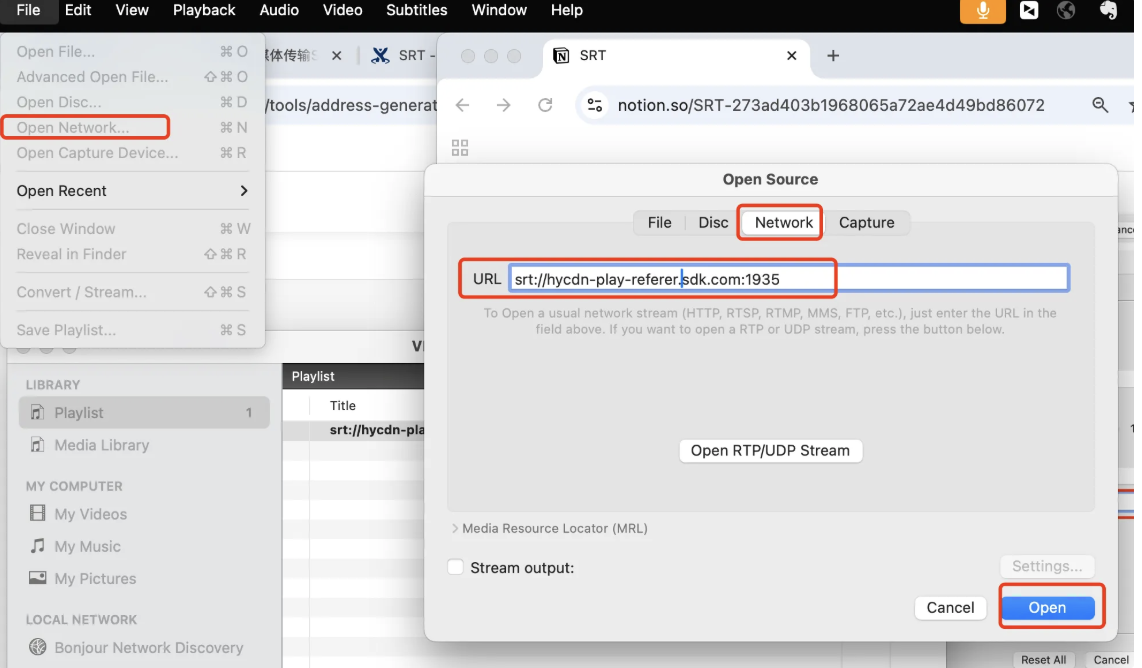 File Edit View Playback Audio Video Subtitles Window Help
Open File... ⌘ O
Advanced Open File... ⇧ ⌘ O
Open Disc... ⌘ D
Open Network... ⌘ N
Open Capture Device... ⌘ R
Open Recent
Close Window ⌘ W
Reveal in Finder ⇧ ⌘ R
Convert / Stream... ⇧ ⌘ S
Save Playlist... ⌘ S
体传输 SRT -
/tools/address-generat
SRT
notion.so/SRT-273ad403b1968065a72ae4d49bd86072
Open Source
File Disc Network Capture
URL srt://hycdn-play-referer.sdk.com:1935
To Open a usual network stream (HTTP, RTSP, RTMP, MMS, FTP, etc.), just enter the URL in the
field above. If you want to open a RTP or UDP stream, press the button below.
Open RTP/UDP Stream
Media Resource Locator (MRL)
Stream output:
Settings...
Cancel Open
LIBRARY
Playlist 1
Media Library
MY COMPUTER
My Videos
My Music
My Pictures
LOCAL NETWORK
Bonjour Network Discovery
Playlist
Title
srt://hycdn-pla
Reset All Cancel